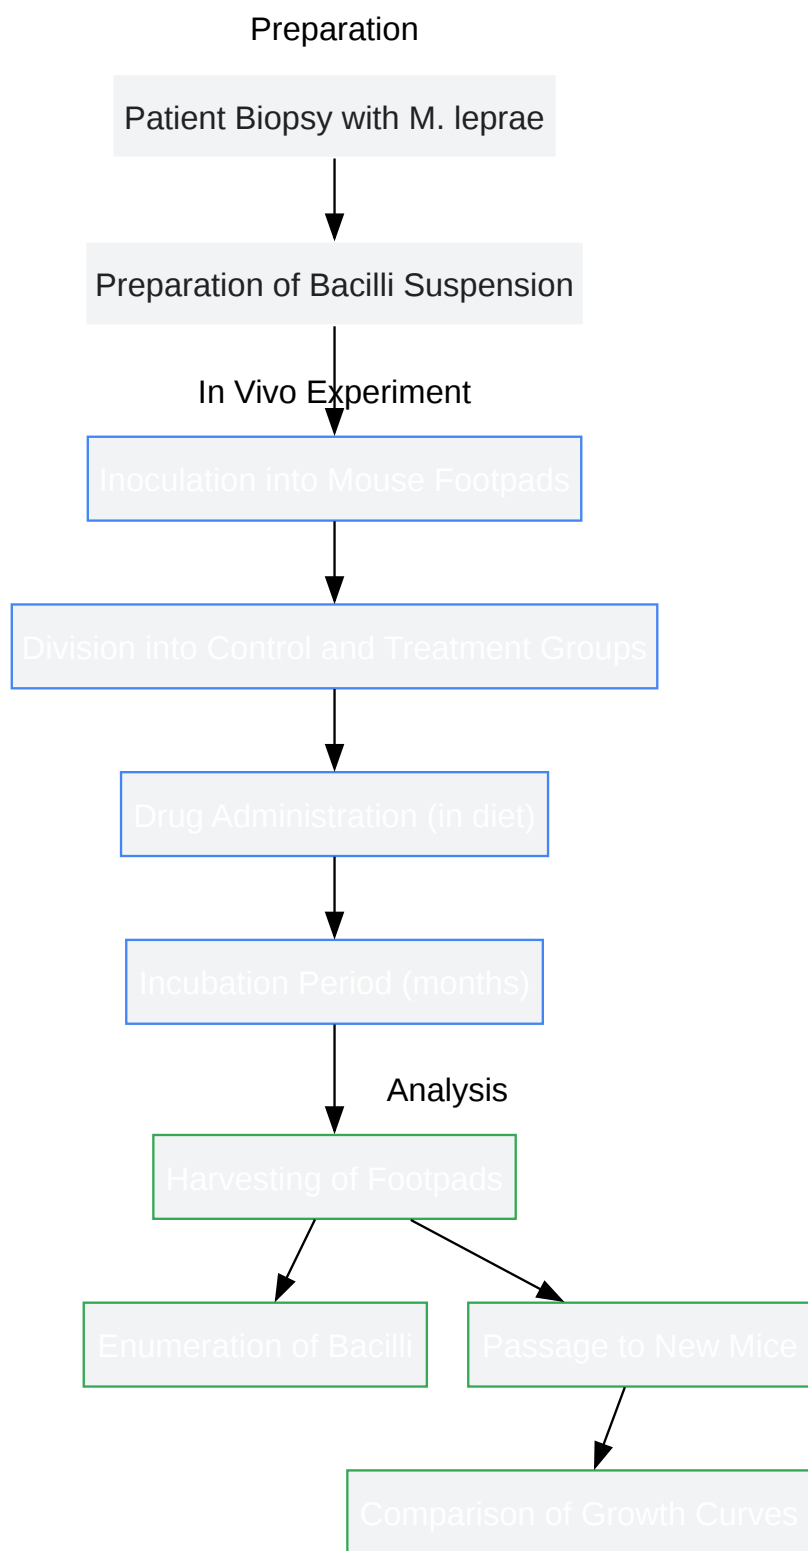 Preparation
Patient Biopsy with M. leprae
Preparation of Bacilli Suspension
In Vivo Experiment
Inoculation into Mouse Footpads
Division into Control and Treatment Groups
Drug Administration (in diet)
Incubation Period (months)
Analysis
Harvesting of Footpads
Enumeration of Bacilli
Passage to New Mice
Comparison of Growth Curves